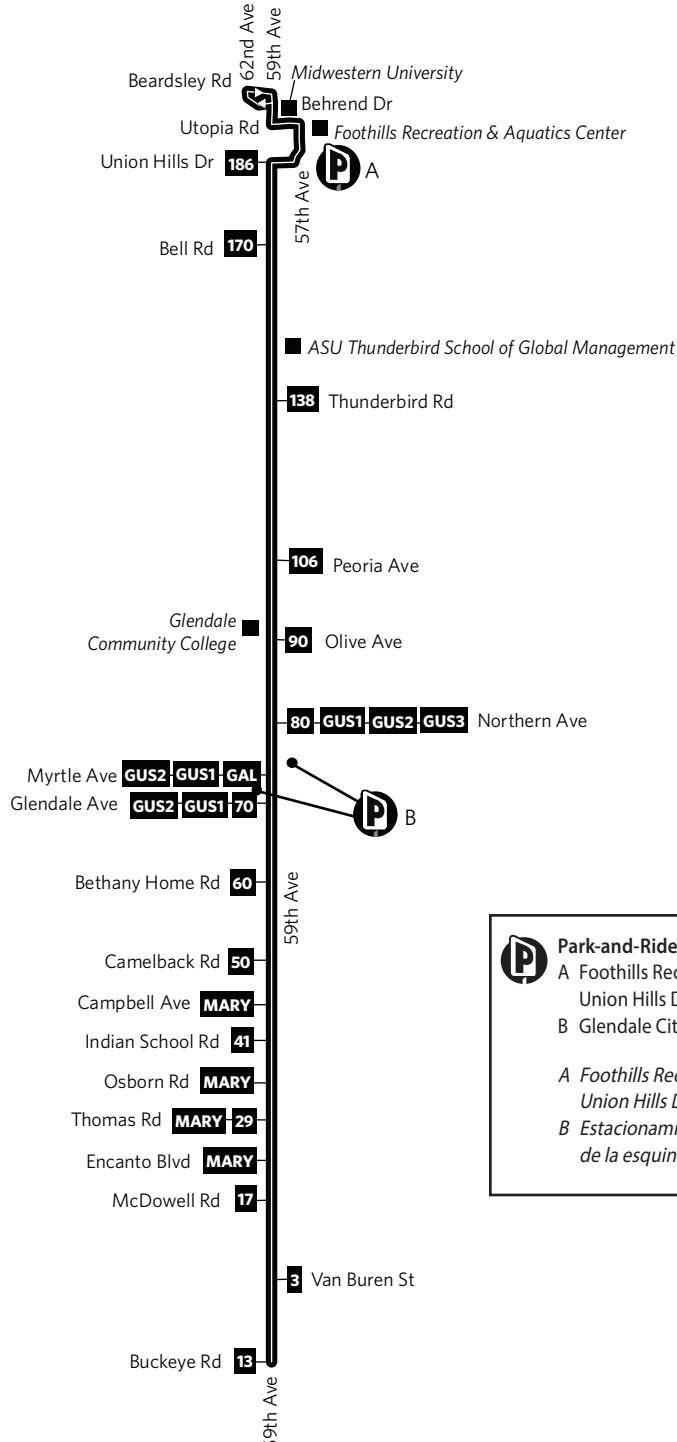 62nd Ave
59th Ave
Beardsley Rd
Midwestern University
Behrend Dr
Utopia Rd
Foothills Recreation & Aquatics Center
Union Hills Dr 186
P A
57th Ave
Bell Rd 170
ASU Thunderbird School of Global Management
138 Thunderbird Rd
106 Peoria Ave
Glendale
Community College
90 Olive Ave
80 GUS1 GUS2 GUS3 Northern Ave
Myrtle Ave GUS2 GUS1 GAL
Glendale Ave GUS2 GUS1 70
P B
Bethany Home Rd 60
59th Ave
Camelback Rd 50
Campbell Ave MARY
Indian School Rd 41
Osborn Rd MARY
Thomas Rd MARY 29
Encanto Blvd MARY
McDowell Rd 17
3 Van Buren St
Buckeye Rd 13
59th Ave
P Park-and-Ride
A Foothills Rec
Union Hills D
B Glendale Cit
A Foothills Rec
Union Hills D
B Estacionami
de la esquin